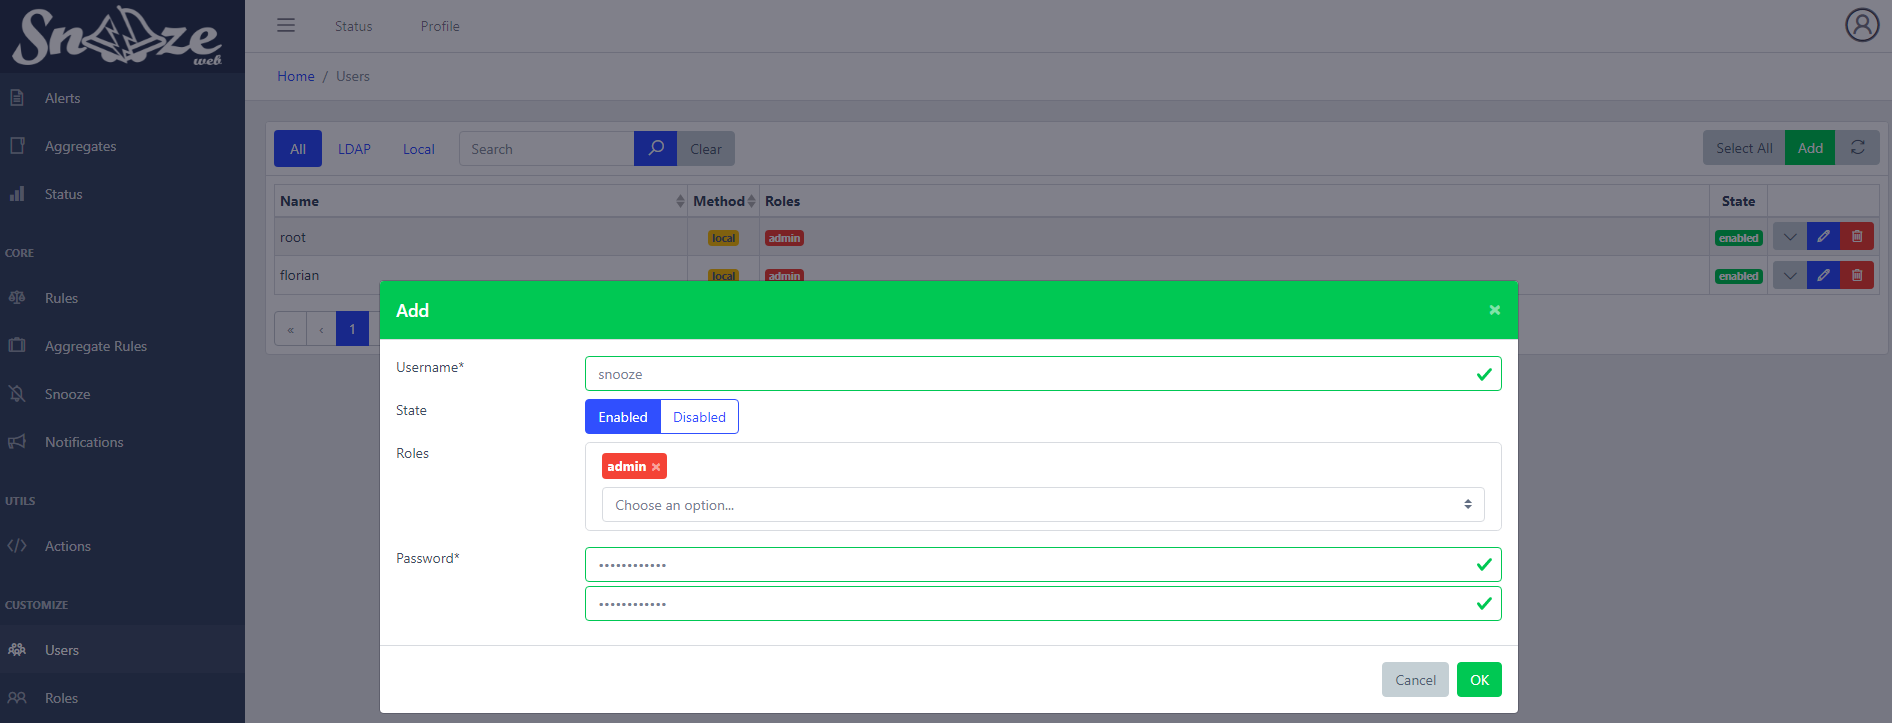 Snooze
web
Status Profile
Home / Users
Alerts
Aggregates
Status
CORE
Rules
Aggregate Rules
Snooze
Notifications
UTILS
Actions
CUSTOMIZE
Users
Roles
All LDAP Local Search Clear Select All Add
Name Method Roles State
root local admin enabled
florian local admin enabled
« ‹ 1
Add ×
Username* snooze
State Enabled Disabled
Roles admin ×
Choose an option...
Password* ••••••••••••
••••••••••••
Cancel OK